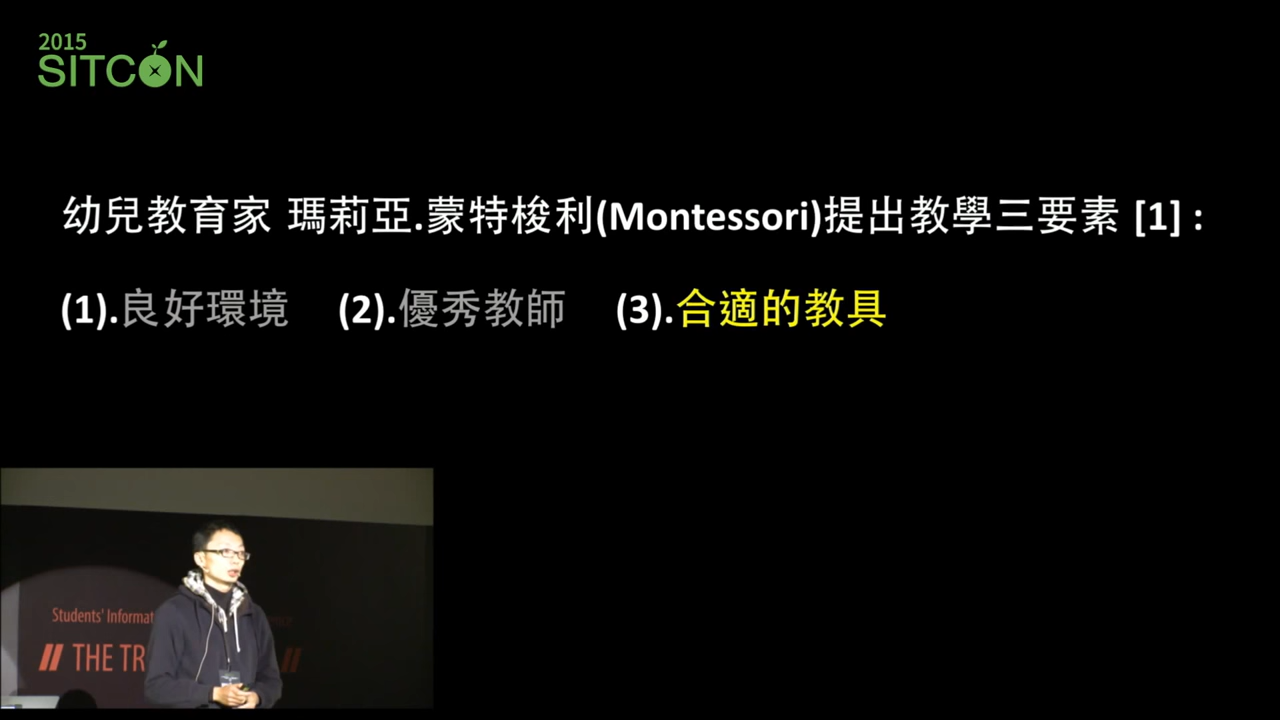 2015
SITCON
幼兒教育家 瑪莉亞.蒙特梭利(Montessori)提出教學三要素 [1] :
(1).良好環境 (2).優秀教師 (3).合適的教具
Students'
// THE